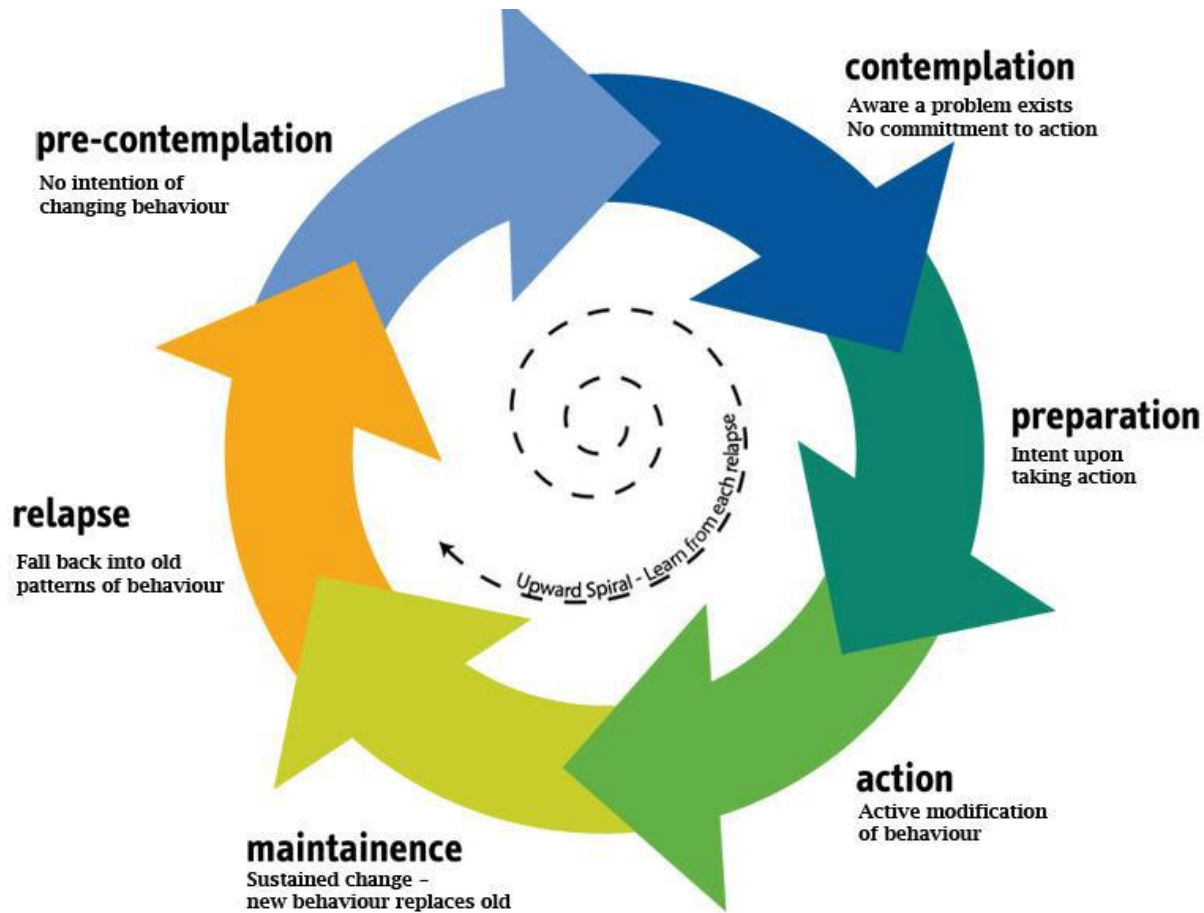 pre-contemplation
No intention of
changing behaviour
contemplation
Aware a problem exists
No committment to action
preparation
Intent upon
taking action
action
Active modification
of behaviour
maintainence
Sustained change –
new behaviour replaces old
relapse
Fall back into old
patterns of behaviour
Upward Spiral - Learn from each relapse